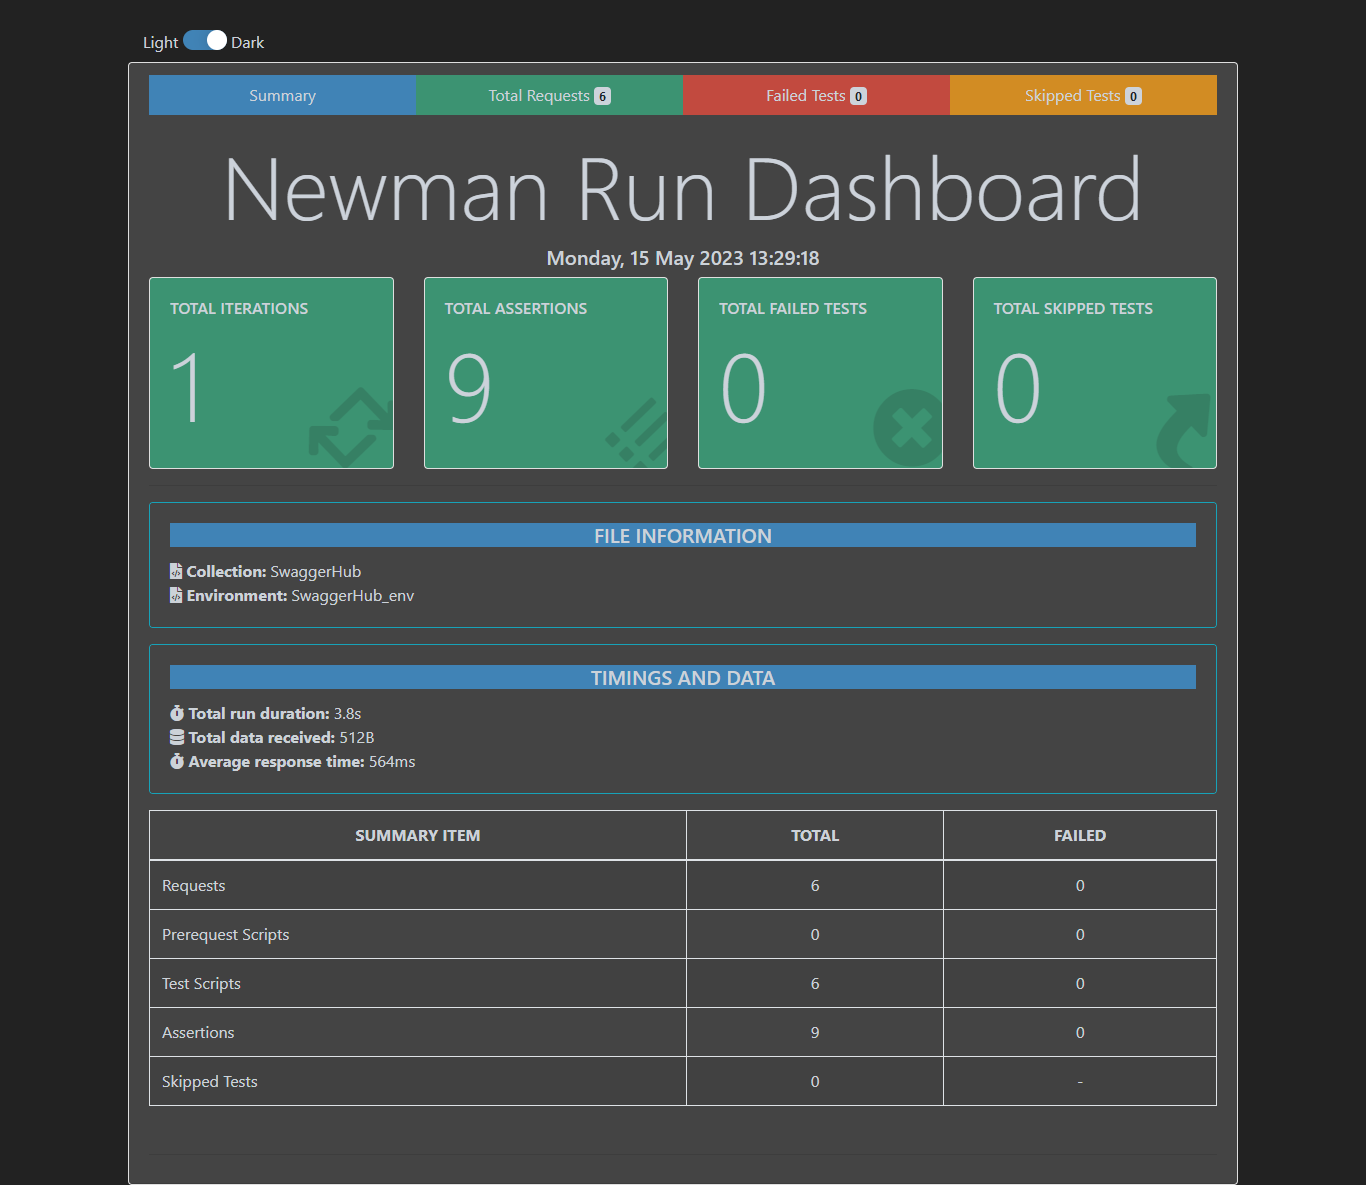 Light Dark
Summary Total Requests 6 Failed Tests 0 Skipped Tests 0
Newman Run Dashboard
Monday, 15 May 2023 13:29:18
TOTAL ITERATIONS TOTAL ASSERTIONS TOTAL FAILED TESTS TOTAL SKIPPED TESTS
1 9 0 0
FILE INFORMATION
Collection: SwaggerHub
Environment: SwaggerHub_env
TIMINGS AND DATA
Total run duration: 3.8s
Total data received: 512B
Average response time: 564ms
SUMMARY ITEM TOTAL FAILED
Requests 6 0
Prerequest Scripts 0 0
Test Scripts 6 0
Assertions 9 0
Skipped Tests 0 -